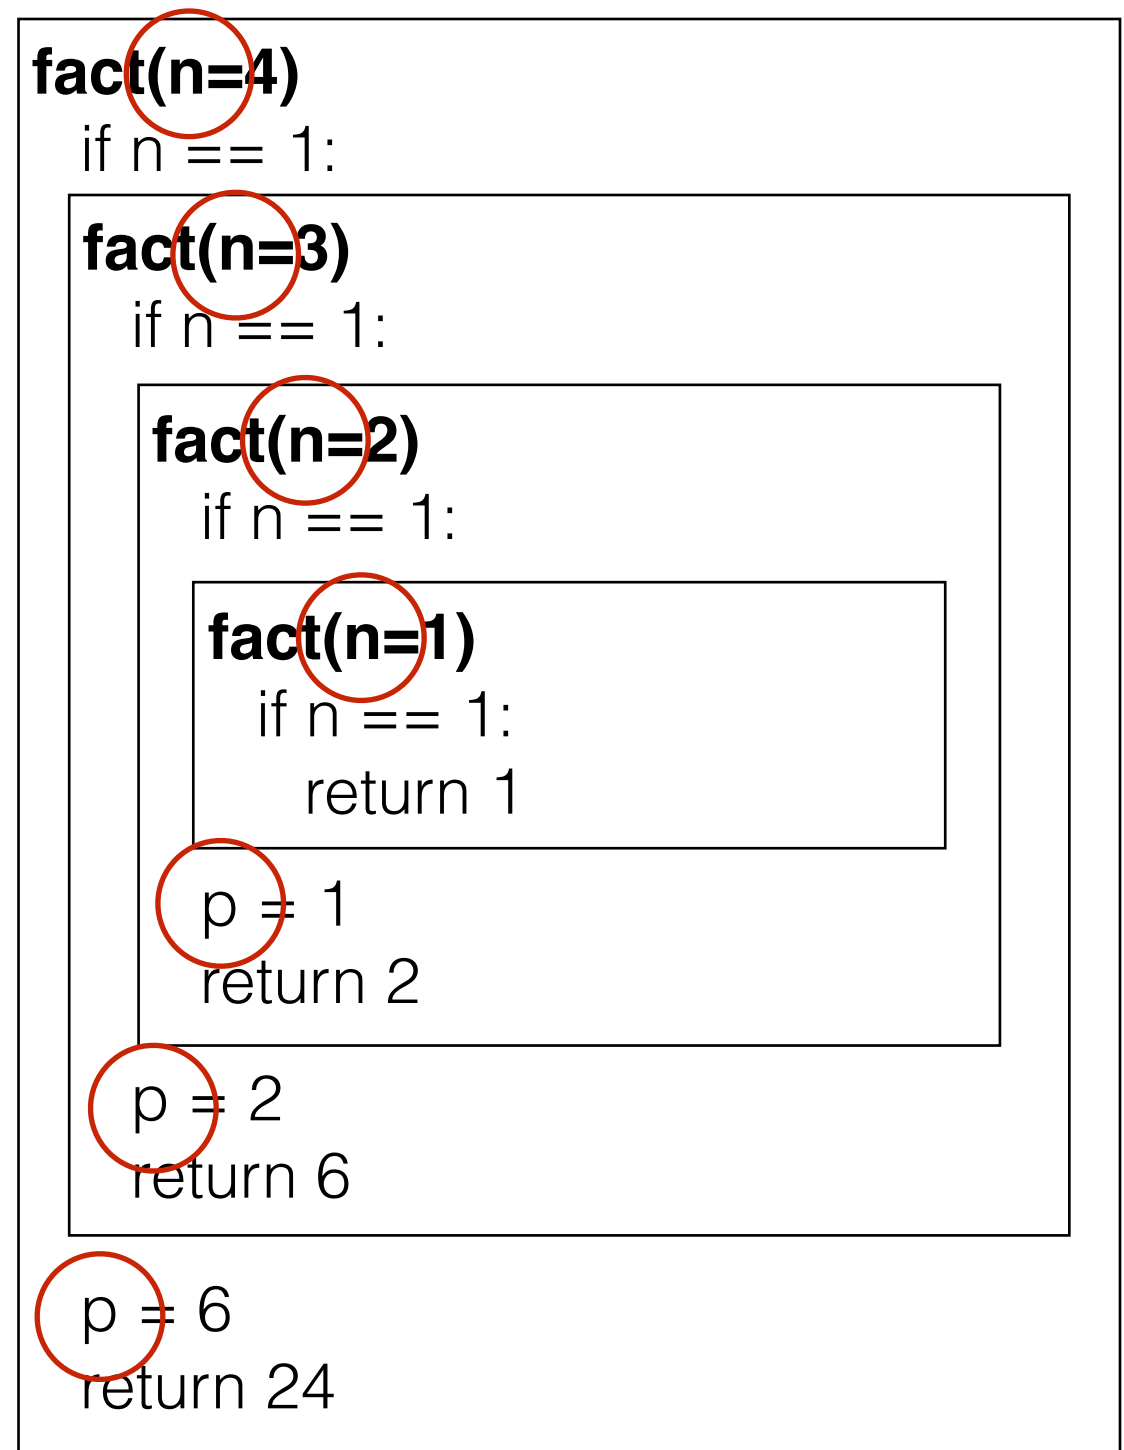 fact(n=4)
if n == 1:
fact(n=3)
if n == 1:
fact(n=2)
if n == 1:
fact(n=1)
if n == 1:
return 1
p = 1
return 2
p = 2
return 6
p = 6
return 24